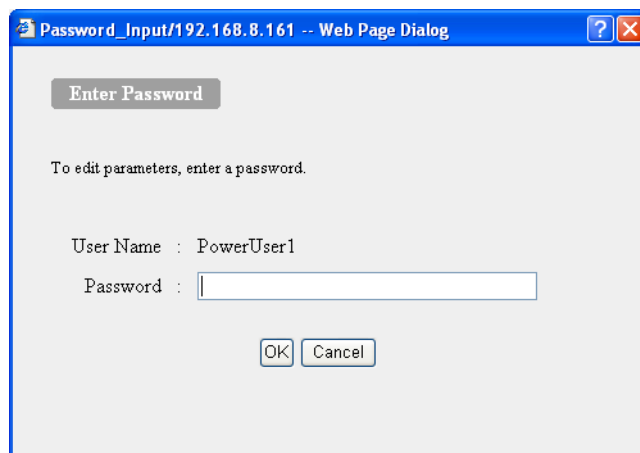 Password_Input/192.168.8.161 -- Web Page Dialog
Enter Password
To edit parameters, enter a password.
User Name : PowerUser1
Password :
OK Cancel